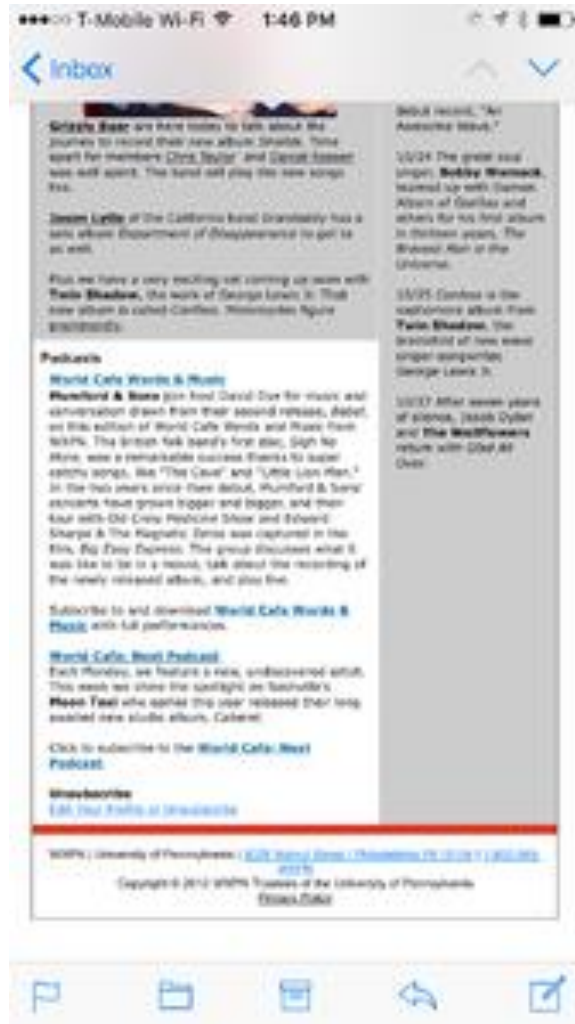 T-Mobile Wi-Fi 1:46 PM
Inbox
Grizzly Bear are here today to talk about the
journey to record their new album Shields. Time
apart for members Chris Taylor and Daniel Rossen
was well spent. The band will play the new songs
live.
Jason Lytle of the California band Grandaddy has a
solo album Department of Disappearance to get to
as well.
Plus we have a very exciting set coming up soon with
Twin Shadow, the work of George Lewis Jr. That
new album is called Confess. Motorcycles figure
prominently.
Podcasts
World Cafe Words & Music
Mumford & Sons join host David Dye for music and
conversation drawn from their second release, Babel,
on this edition of World Cafe Words and Music from
WXPN. The British folk band's first disc, Sigh No
More, was a remarkable success thanks to super
catchy songs, like "The Cave" and "Little Lion Man."
In the two years since their debut, Mumford & Sons'
concerts have grown bigger and bigger, and their
tour with Old Crow Medicine Show and Edward
Sharpe & The Magnetic Zeros was captured in the
film, Big Easy Express. The group discusses what it
was like to be in a movie, talk about the recording of
the newly released album, and play live.
Subscribe to and download World Cafe Words &
Music with full performances.
World Cafe: Next Podcast
Each Monday, we feature a new, undiscovered artist.
This week we shine the spotlight on Nashville's
Moon Taxi who earlier this year released their long
awaited new studio album, Cabaret.
Click to subscribe to the World Cafe: Next
Podcast.
Unsubscribe
Edit Your Profile or Unsubscribe
debut record, "An
Awesome Wave."
10/24 The great soul
singer, Bobby Womack,
teamed up with Damon
Albarn of Gorillaz and
others for his first album
in thirteen years, The
Bravest Man in the
Universe.
10/25 Confess is the
sophomore album from
Twin Shadow, the
brainchild of new wave
singer-songwriter
George Lewis Jr.
After seven years
of silence, Jakob Dylan
and The Wallflowers
return with Glad All
Over.
WXPN | University of Pennsylvania |
Copyright © 2012 WXPN Trustees of the University of Pennsylvania
Privacy Policy